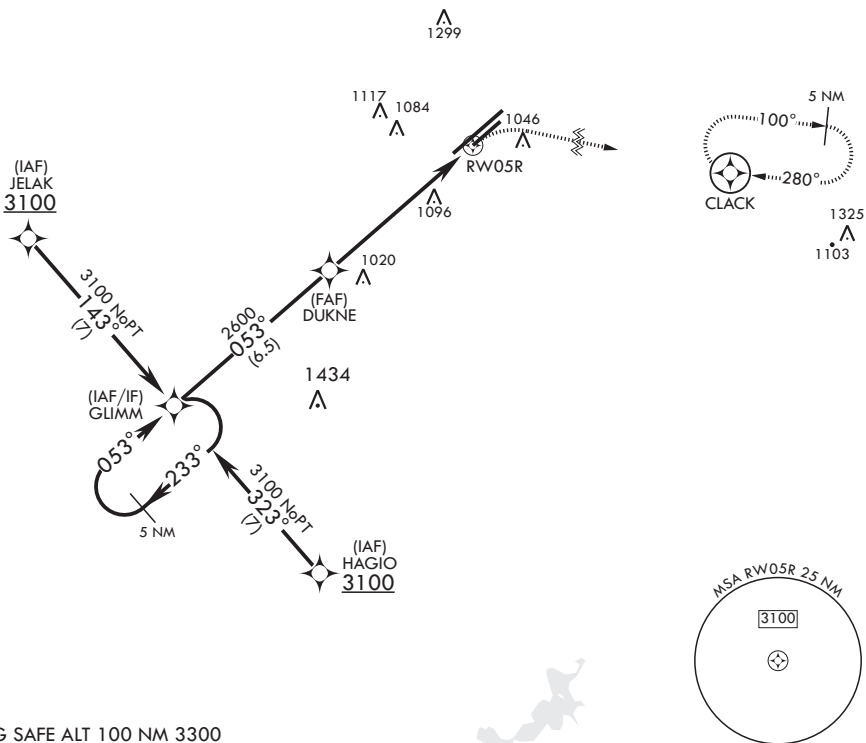 1299
1117
1084
1046
RW05R
5 NM
100°
280°
CLACK
1325
1103
(IAF)
JELAK
3100
1096
1020
(FAF)
DUKNE
3100 NoPT
143°
(7)
2600
053°
(6.5)
(IAF/IF)
GLIMM
1434
053°
233°
5 NM
3100 NoPT
323°
(7)
(IAF)
HAGIO
3100
MSA RW05R 25 NM
3100
G SAFE ALT 100 NM 3300